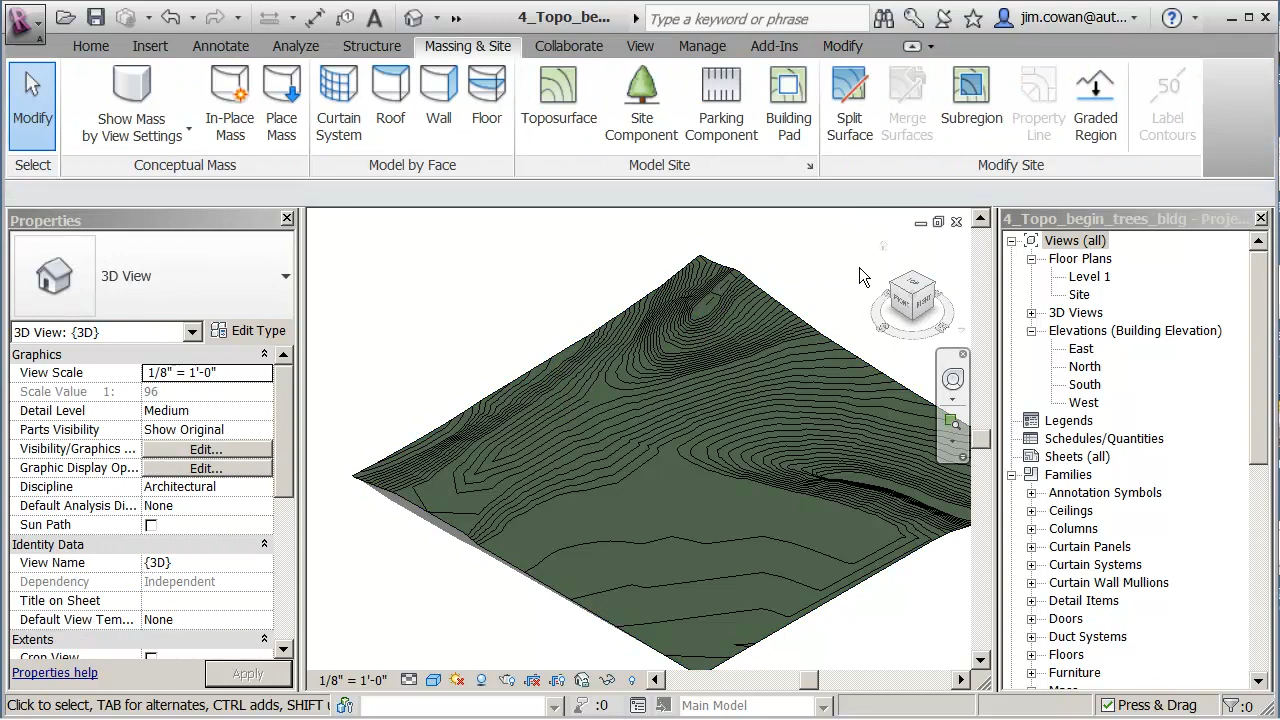 4_Topo_be...
Type a keyword or phrase
jim.cowan@aut...
Home
Insert
Annotate
Analyze
Structure
Massing & Site
Collaborate
View
Manage
Add-Ins
Modify
Modify
Show Mass
by View Settings
In-Place
Mass
Place
Mass
Curtain
System
Roof
Wall
Floor
Toposurface
Site
Component
Parking
Component
Building
Pad
Split
Surface
Merge
Surfaces
Subregion
Property
Line
Graded
Region
50
Label
Contours
Select
Conceptual Mass
Model by Face
Model Site
Modify Site
Properties
3D View
3D View: {3D}
Edit Type
Graphics
View Scale
1/8" = 1'-0"
Scale Value 1:
96
Detail Level
Medium
Parts Visibility
Show Original
Visibility/Graphics ...
Edit...
Graphic Display Op...
Edit...
Discipline
Architectural
Default Analysis Di...
None
Sun Path
Identity Data
View Name
{3D}
Dependency
Independent
Title on Sheet
Default View Tem...
None
Extents
Crop View
Properties help
Apply
TOP
FRONT
RIGHT
4_Topo_begin_trees_bldg - Proje...
Views (all)
Floor Plans
Level 1
Site
3D Views
Elevations (Building Elevation)
East
North
South
West
Legends
Schedules/Quantities
Sheets (all)
Families
Annotation Symbols
Ceilings
Columns
Curtain Panels
Curtain Systems
Curtain Wall Mullions
Detail Items
Doors
Duct Systems
Floors
Furniture
1/8" = 1'-0"
Click to select, TAB for alternates, CTRL adds, SHIFT u
:0
Main Model
Press & Drag
:0